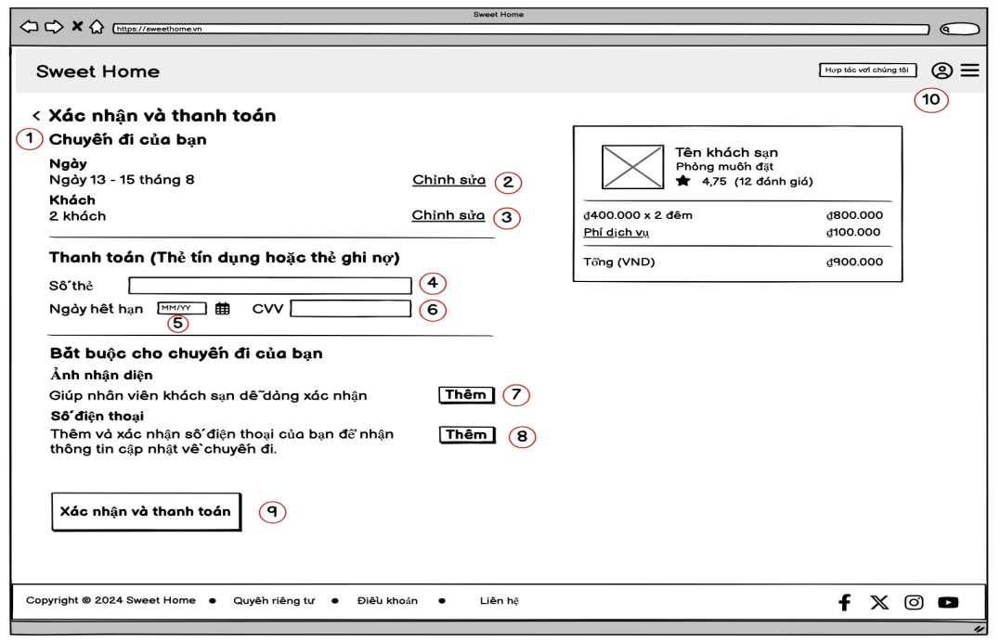 Sweet Home
https://sweethome.vn
Sweet Home
Hợp tác với chúng tôi
10
< Xác nhận và thanh toán
1 Chuyến đi của bạn
Ngày
Ngày 13 - 15 tháng 8 Chỉnh sửa 2
Khách
2 khách Chỉnh sửa 3
Thanh toán (Thẻ tín dụng hoặc thẻ ghi nợ)
Số thẻ 4
Ngày hết hạn MM/YY CVV 6
5
Bắt buộc cho chuyến đi của bạn
Ảnh nhận diện
Giúp nhân viên khách sạn dễ dàng xác nhận Thêm 7
Số điện thoại
Thêm và xác nhận số điện thoại của bạn để nhận
thông tin cập nhật về chuyến đi.
Thêm 8
Xác nhận và thanh toán 9
Tên khách sạn
Phòng muốn đặt
4,75 (12 đánh giá)
₫400.000 x 2 đêm ₫800.000
Phí dịch vụ ₫100.000
Tổng (VND) ₫900.000
Copyright © 2024 Sweet Home ● Quyền riêng tư ● Điều khoản ● Liên hệ